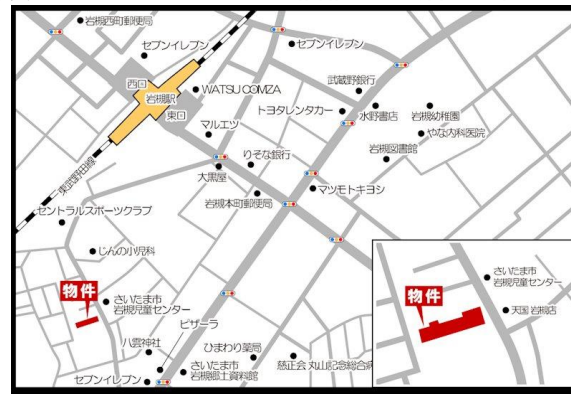 岩槻西町郵便局
セブンイレブン
セブンイレブン
西口
岩槻駅
東口
WATSU COMZA
武蔵野銀行
トヨタレンタカー
水野書店
岩槻幼稚園
やな内科医院
岩槻図書館
マルエツ
りそな銀行
大黒屋
マツモトキヨシ
岩槻本町郵便局
東武野田線
セントラルスポーツクラブ
じんの小児科
物件
さいたま市
岩槻児童センター
ピザーラ
八雲神社
ひまわり薬局
セブンイレブン
さいたま市
岩槻郷土資料館
慈正会 丸山記念総合病
さいたま市
岩槻児童センター
物件
天国 岩槻店